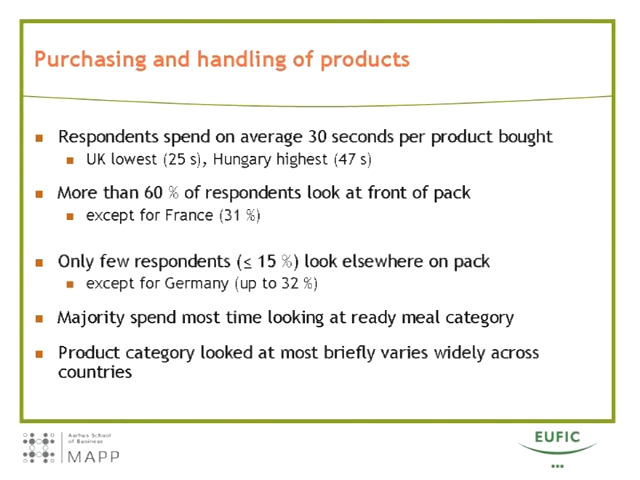 Purchasing and handling of products
Respondents spend on average 30 seconds per product bought
UK lowest (25 s), Hungary highest (47 s)
More than 60 % of respondents look at front of pack
except for France (31 %)
Only few respondents (≤ 15 %) look elsewhere on pack
except for Germany (up to 32 %)
Majority spend most time looking at ready meal category
Product category looked at most briefly varies widely across
countries
Aarhus School
of Business
MAPP
EUFIC